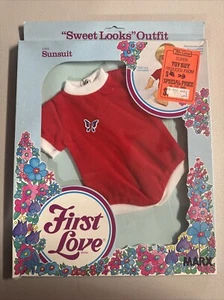 "Sweet Looks" Outfit
Sunsuit
TOY BUY
SPECIAL PRICE
First
Love
MARX